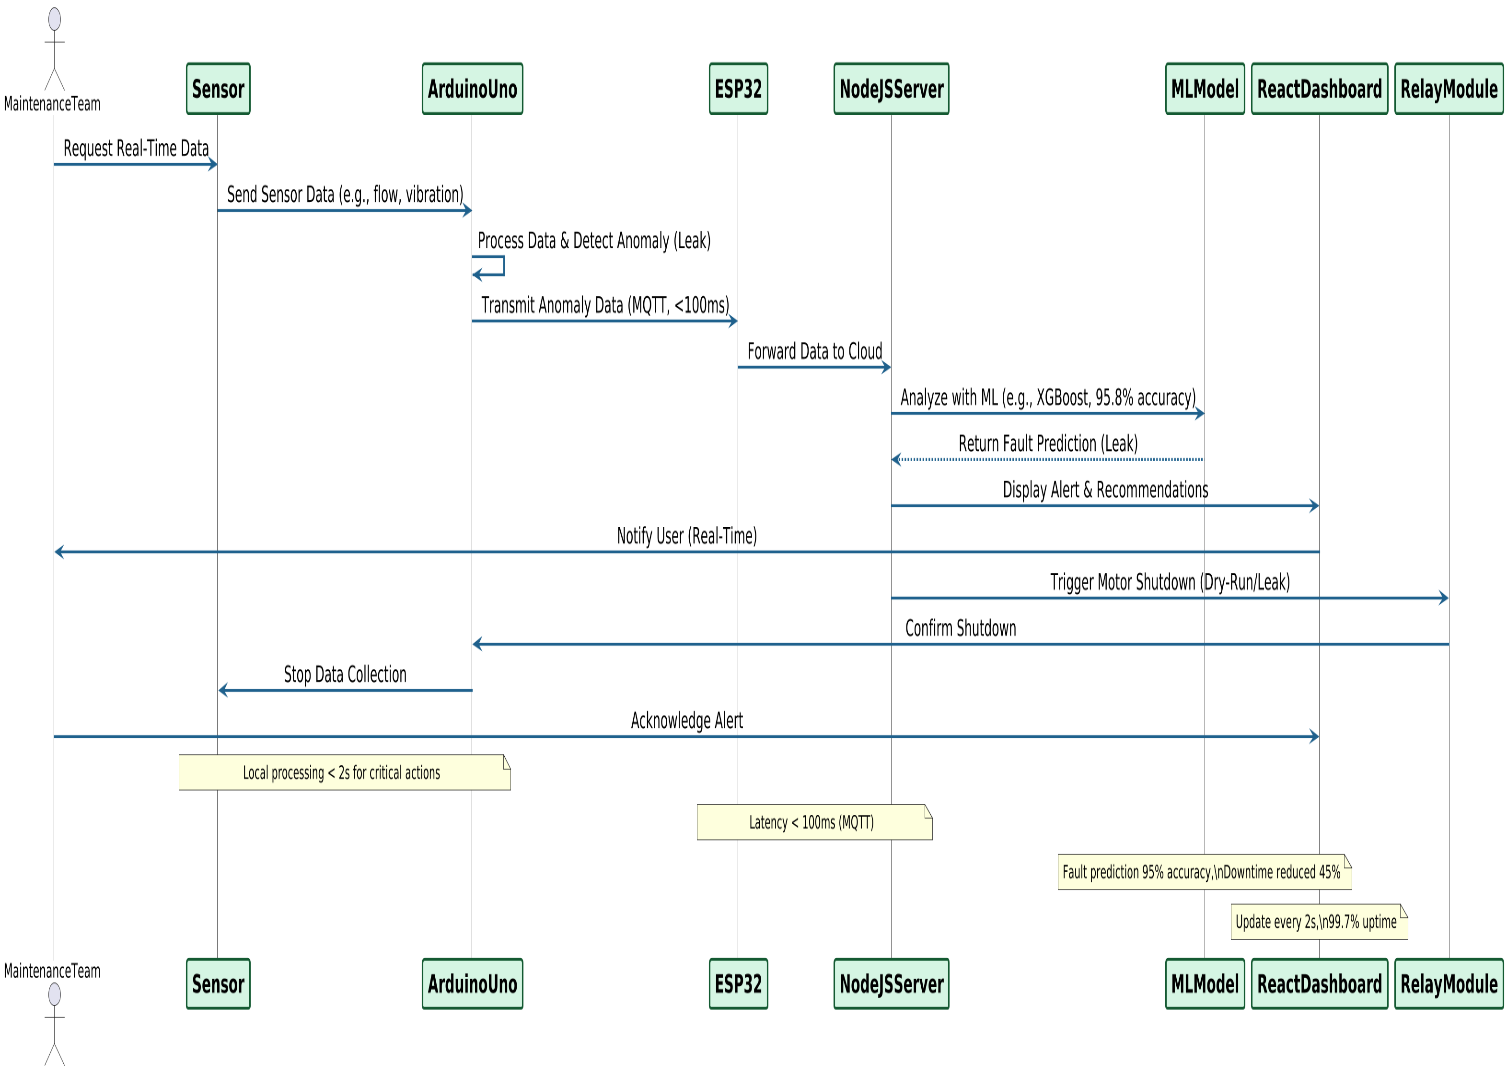 MaintenanceTeam
Sensor
ArduinoUno
ESP32
NodeJSServer
MLModel
ReactDashboard
RelayModule
Request Real-Time Data
Send Sensor Data (e.g., flow, vibration)
Process Data & Detect Anomaly (Leak)
Transmit Anomaly Data (MQTT, <100ms)
Forward Data to Cloud
Analyze with ML (e.g., XGBoost, 95.8% accuracy)
Return Fault Prediction (Leak)
Display Alert & Recommendations
Notify User (Real-Time)
Trigger Motor Shutdown (Dry-Run/Leak)
Confirm Shutdown
Stop Data Collection
Acknowledge Alert
Local processing < 2s for critical actions
Latency < 100ms (MQTT)
Fault prediction 95% accuracy,\nDowntime reduced 45%
Update every 2s,\n99.7% uptime
MaintenanceTeam
Sensor
ArduinoUno
ESP32
NodeJSServer
MLModel
ReactDashboard
RelayModule